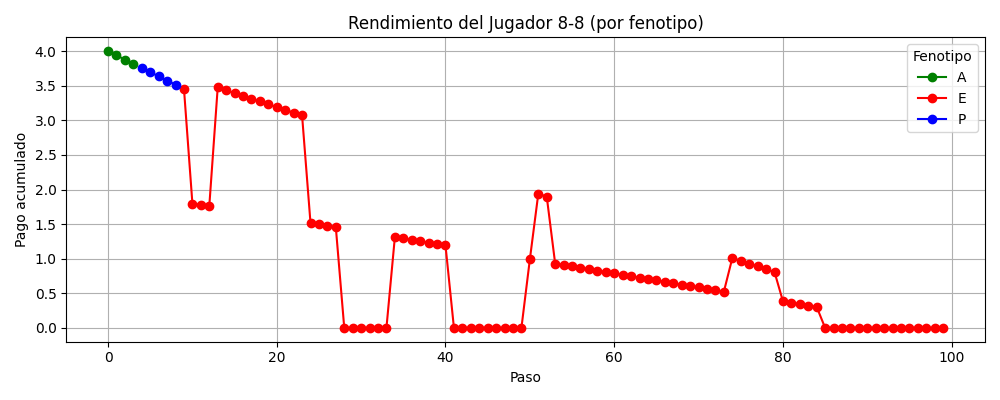 Rendimiento del Jugador 8-8 (por fenotipo)
Pago acumulado
4.0
3.5
3.0
2.5
2.0
1.5
1.0
0.5
0.0
Fenotipo
A
E
P
0 20 40 60 80 100
Paso